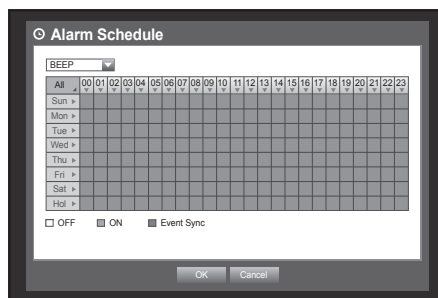 Alarm Schedule
BEEP
All 00 01 02 03 04 05 06 07 08 09 10 11 12 13 14 15 16 17 18 19 20 21 22 23
Sun
Mon
Tue
Wed
Thu
Fri
Sat
Hol
OFF ON Event Sync
OK Cancel